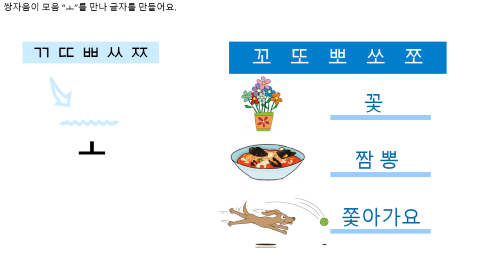 쌍자음이 모음 “ㅗ”를 만나 글자를 만들어요.
ㄲ ㄸ ㅃ ㅆ ㅉ
ㅗ
꼬 또 뽀 쏘 쪼
꽃
짬 뽕
쫓아가요